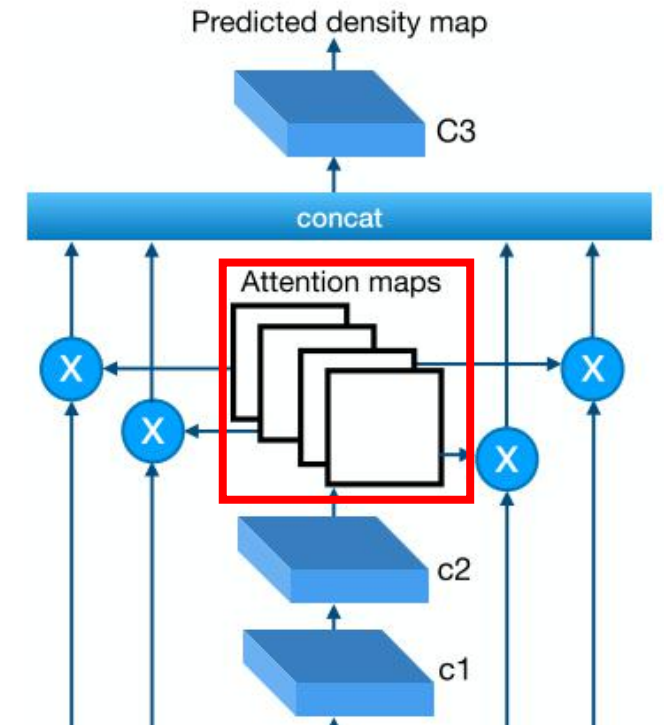 Predicted density map
C3
concat
Attention maps
X
X
X
X
c2
c1